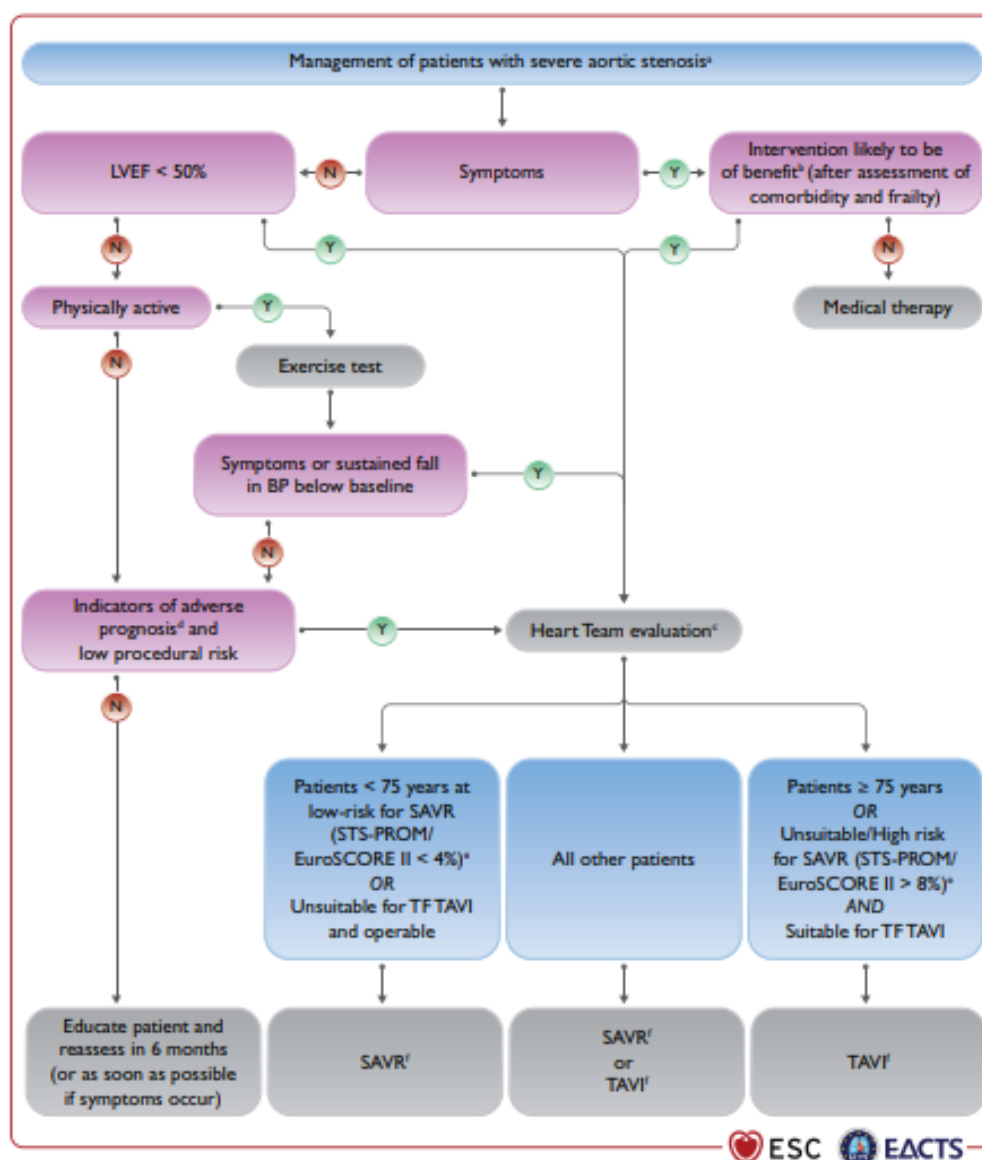 Management of patients with severe aortic stenosisᵃ
LVEF < 50%
N
Symptoms
Y
Intervention likely to be
of benefitᵇ (after assessment of
comorbidity and frailty)
N
Y
Y
N
Physically active
Y
Medical therapy
N
Exercise test
Symptoms or sustained fall
in BP below baseline
Y
N
Indicators of adverse
prognosisᵈ and
low procedural risk
Y
Heart Team evaluationᶜ
N
Patients < 75 years at
low-risk for SAVR
(STS-PROM/
EuroSCORE II < 4%)ᵉ
OR
Unsuitable for TF TAVI
and operable
All other patients
Patients ≥ 75 years
OR
Unsuitable/High risk
for SAVR (STS-PROM/
EuroSCORE II > 8%)ᵉ
AND
Suitable for TF TAVI
Educate patient and
reassess in 6 months
(or as soon as possible
if symptoms occur)
SAVRᶠ
SAVRᶠ
or
TAVIᶠ
TAVIᶠ
ESC
EACTS